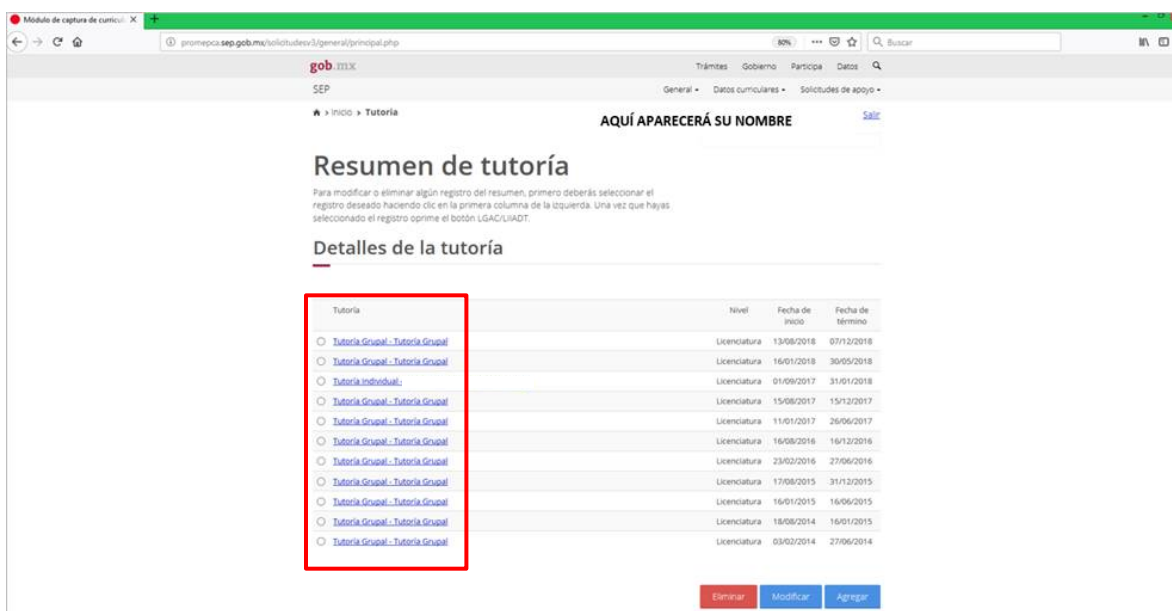 Módulo de captura de curricul
promepca.sep.gob.mx/solicitudesv3/general/principal.php
80%
Buscar
gob.mx
Trámites Gobierno Participa Datos
SEP
General Datos curriculares Solicitudes de apoyo
> Inicio > Tutoría
AQUÍ APARECERÁ SU NOMBRE
Salir
Resumen de tutoría
Para modificar o eliminar algún registro del resumen, primero deberás seleccionar el
registro deseado haciendo clic en la primera columna de la izquierda. Una vez que hayas
seleccionado el registro oprime el botón LGAC/LIIADT.
Detalles de la tutoría
Tutoría Nivel Fecha de inicio Fecha de término
Tutoría Grupal - Tutoría Grupal Licenciatura 13/08/2018 07/12/2018
Tutoría Grupal - Tutoría Grupal Licenciatura 16/01/2018 30/05/2018
Tutoría Individual - Licenciatura 01/09/2017 31/01/2018
Tutoría Grupal - Tutoría Grupal Licenciatura 15/08/2017 15/12/2017
Tutoría Grupal - Tutoría Grupal Licenciatura 11/01/2017 26/06/2017
Tutoría Grupal - Tutoría Grupal Licenciatura 16/08/2016 16/12/2016
Tutoría Grupal - Tutoría Grupal Licenciatura 23/02/2016 27/06/2016
Tutoría Grupal - Tutoría Grupal Licenciatura 17/08/2015 31/12/2015
Tutoría Grupal - Tutoría Grupal Licenciatura 16/01/2015 16/06/2015
Tutoría Grupal - Tutoría Grupal Licenciatura 18/08/2014 16/01/2015
Tutoría Grupal - Tutoría Grupal Licenciatura 03/02/2014 27/06/2014
Eliminar Modificar Agregar